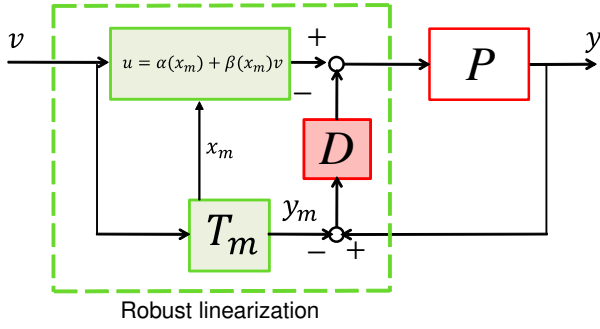 v
u = α(x_m) + β(x_m)v
+
−
P
y
D
x_m
T_m
y_m
−
+
Robust linearization